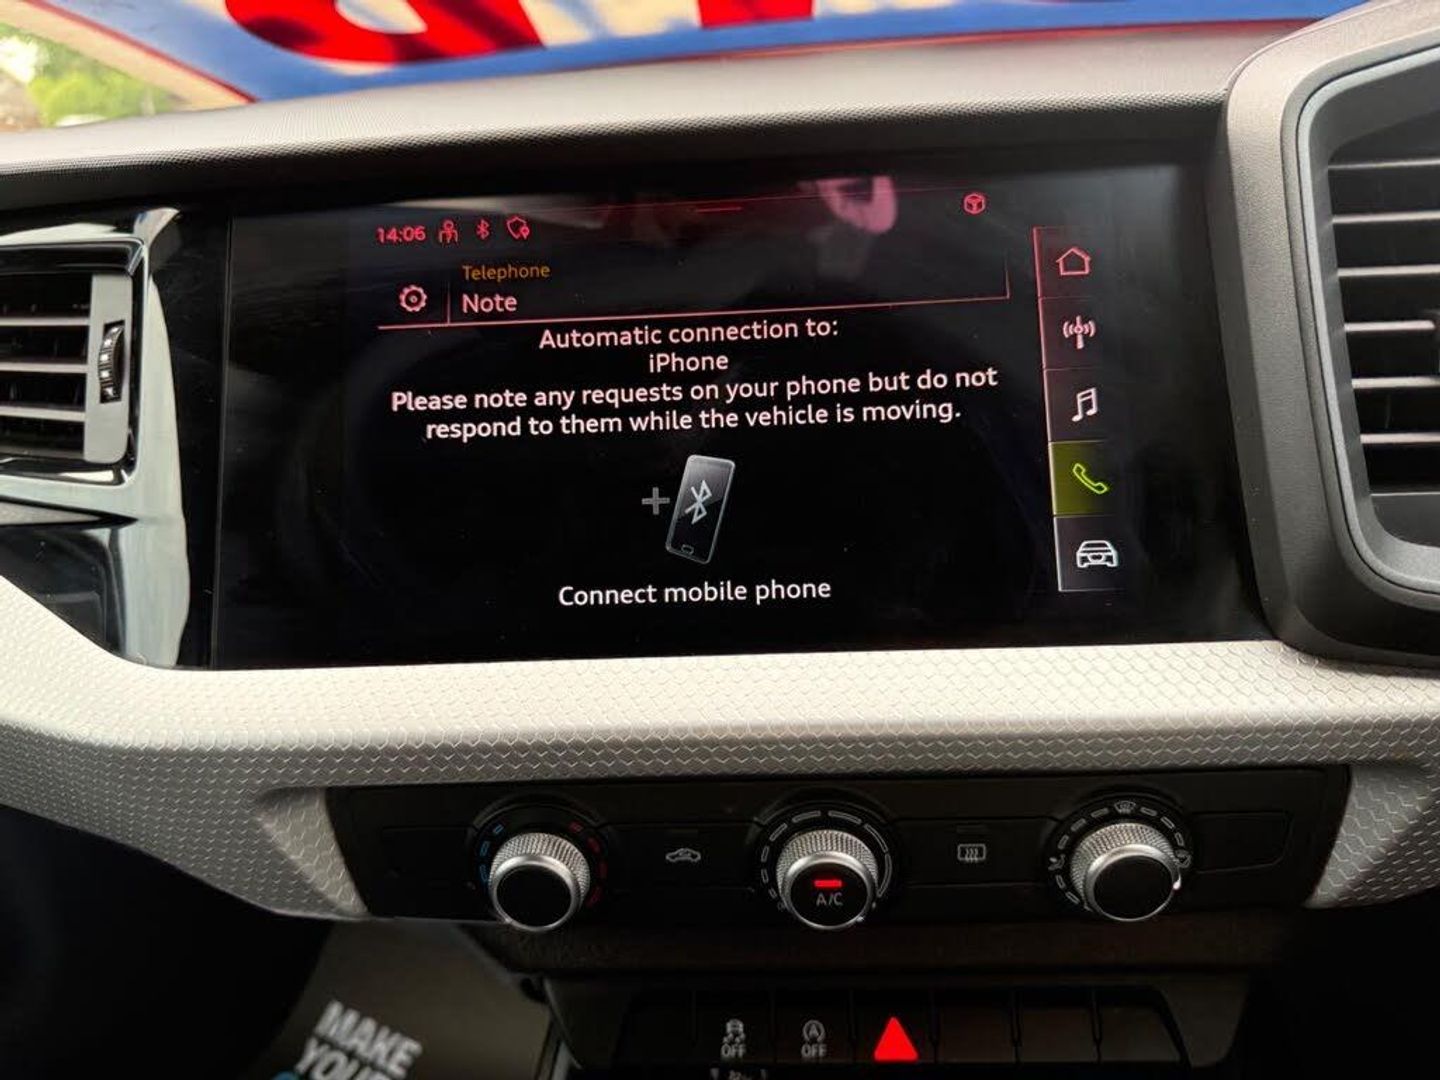 14:06
Telephone
Note
Automatic connection to:
iPhone
Please note any requests on your phone but do not
respond to them while the vehicle is moving.
Connect mobile phone
A/C
OFF
OFF
MAKE